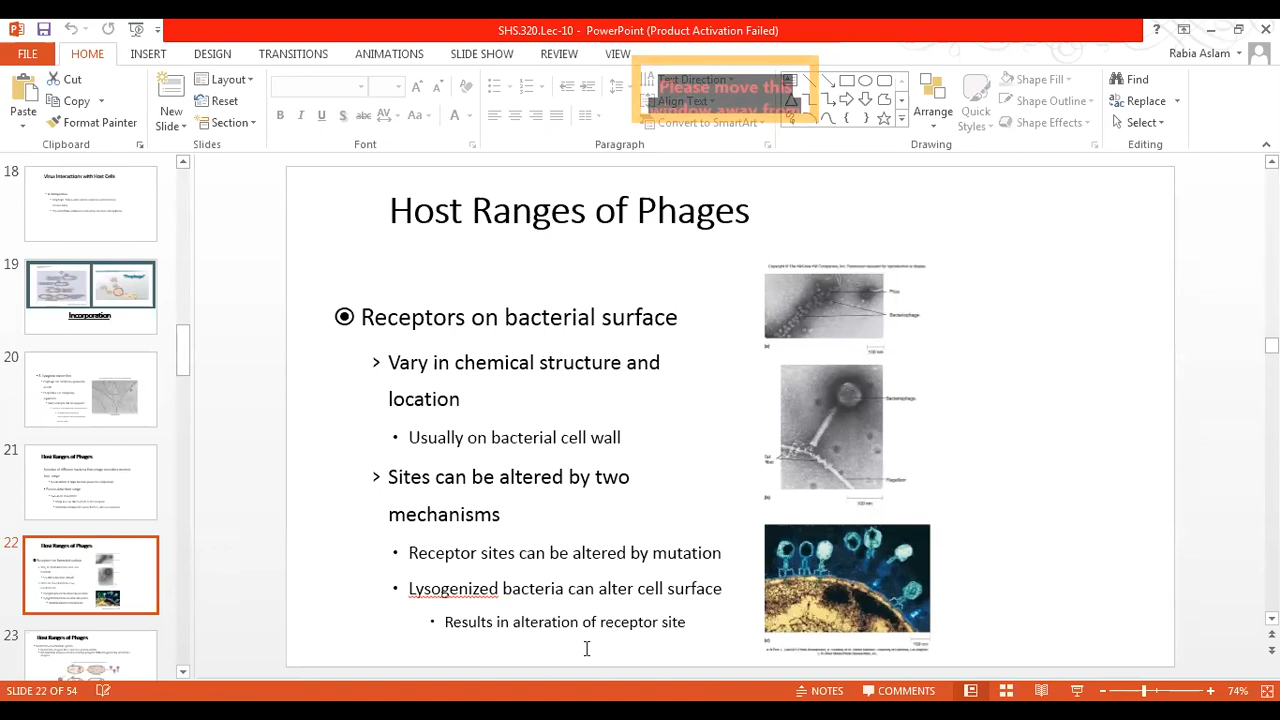 SHS.320.Lec-10 - PowerPoint (Product Activation Failed)
FILE HOME INSERT DESIGN TRANSITIONS ANIMATIONS SLIDE SHOW REVIEW VIEW Rabia Aslam
Paste Cut Copy Format Painter
New Slide Layout Reset Section
Text Direction Align Text Convert to SmartArt
Please move this
window away from
Arrange Quick Styles Shape Fill Shape Outline Shape Effects
Find Replace Select
Clipboard Slides Font Paragraph Drawing Editing
18
Virus Interactions with Host Cells
19
Incorporation
20
21
Host Ranges of Phages
22
Host Ranges of Phages
23
Host Ranges of Phages
Host Ranges of Phages
Receptors on bacterial surface
Vary in chemical structure and
location
Usually on bacterial cell wall
Sites can be altered by two
mechanisms
Receptor sites can be altered by mutation
Lysogenized bacteria can alter cell surface
Results in alteration of receptor site
Bacteriophage
(a)
Bacteriophage
Flagellum
(b)
(c)
SLIDE 22 OF 54 NOTES COMMENTS 74%